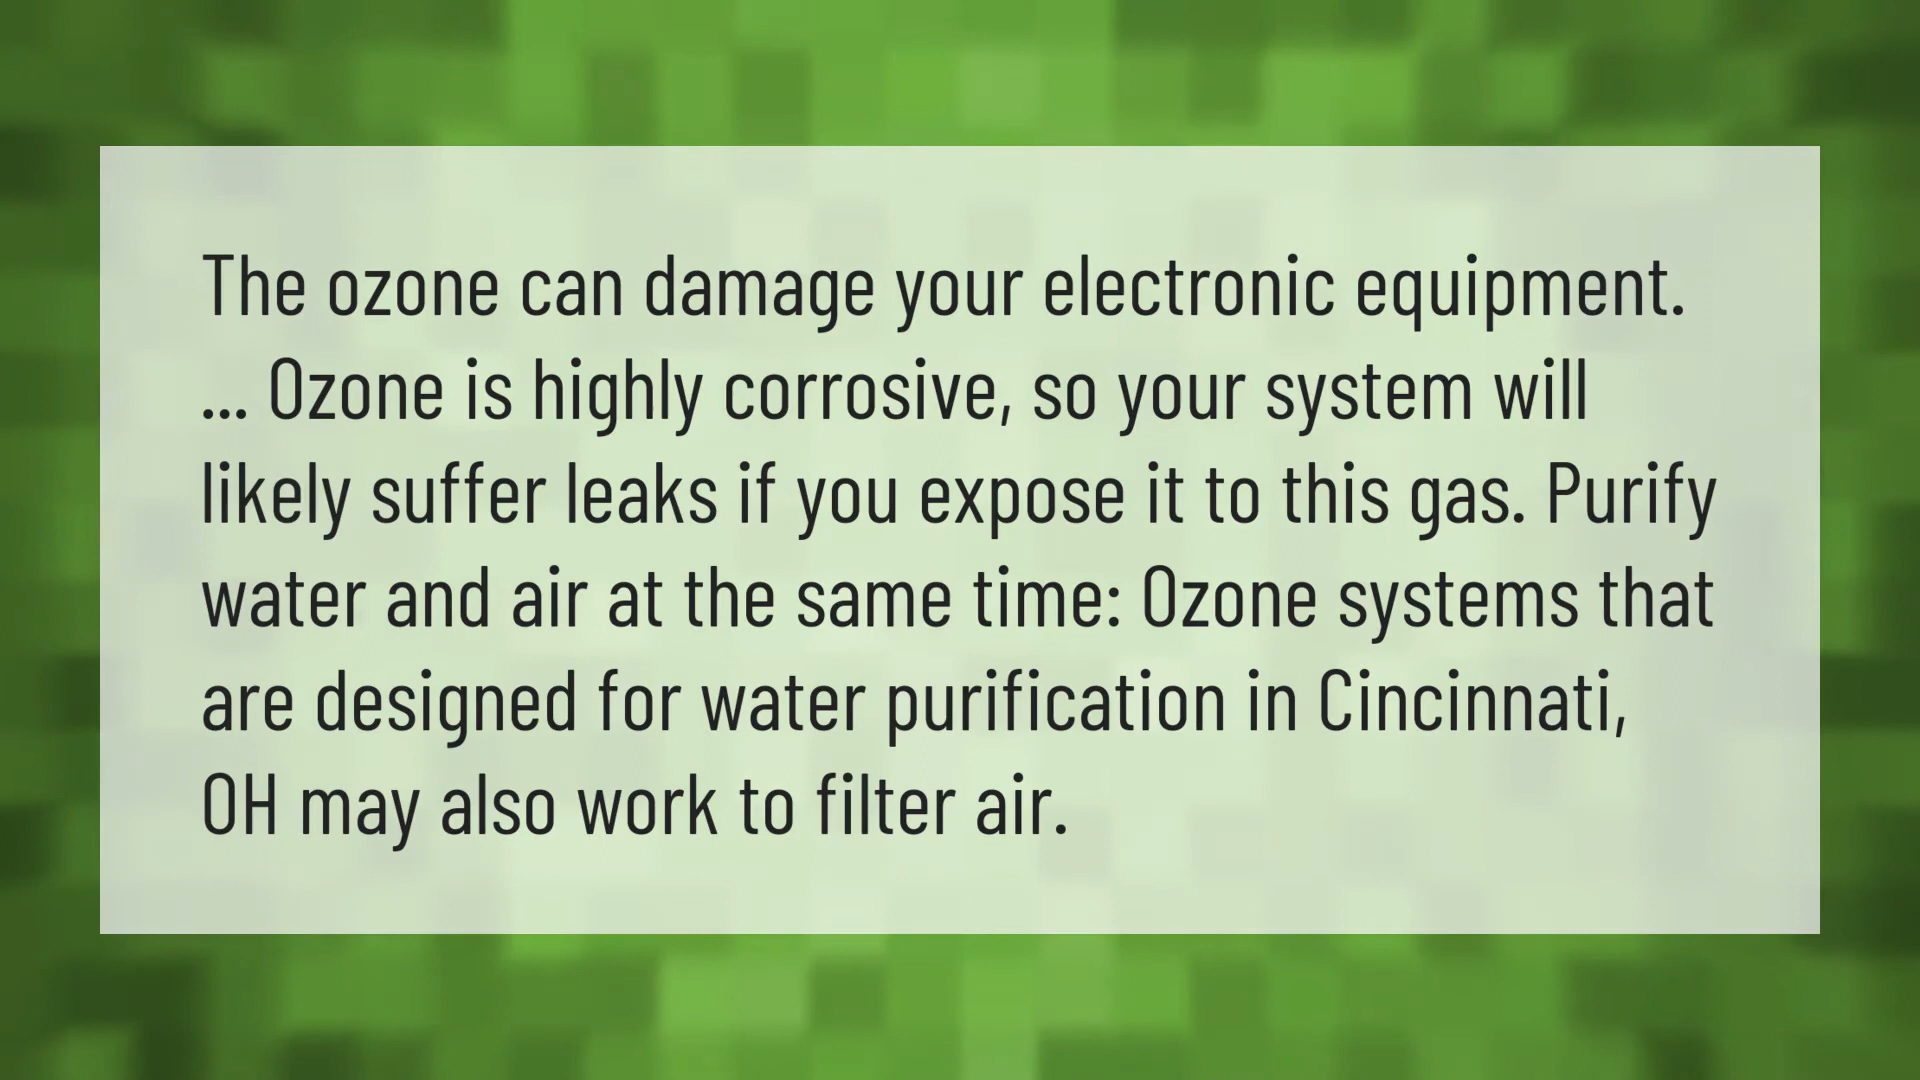 The ozone can damage your electronic equipment.
... Ozone is highly corrosive, so your system will
likely suffer leaks if you expose it to this gas. Purify
water and air at the same time: Ozone systems that
are designed for water purification in Cincinnati,
OH may also work to filter air.